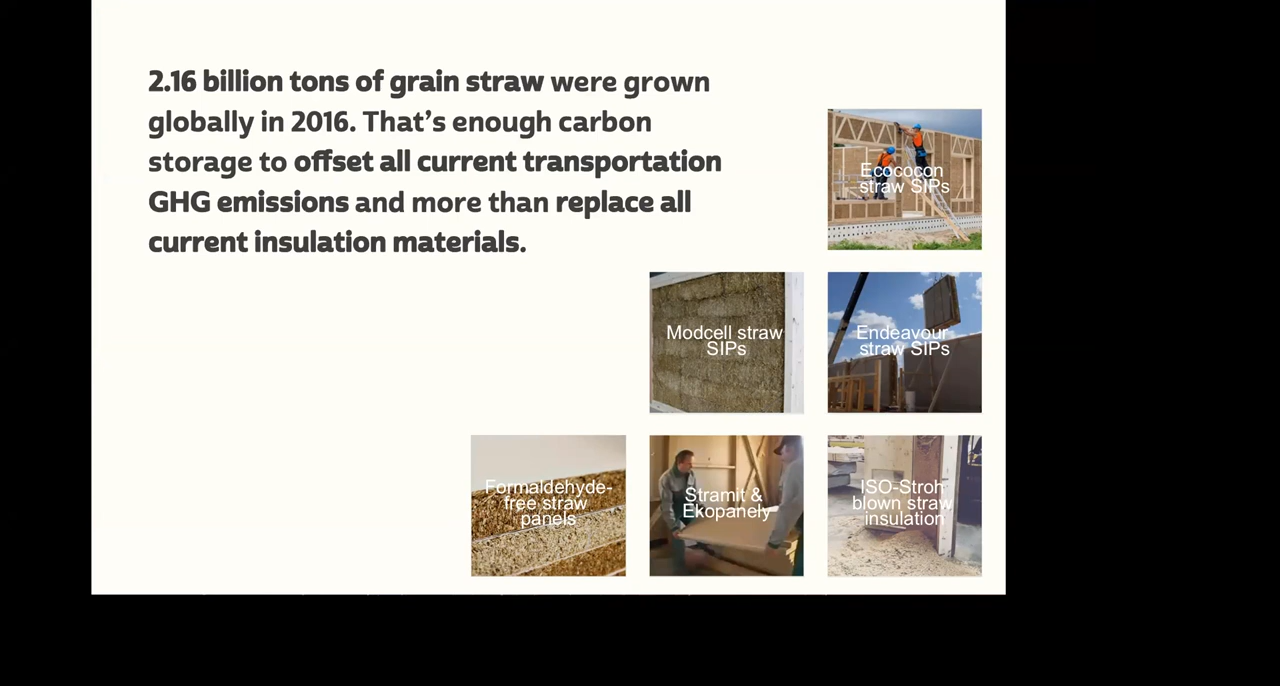 2.16 billion tons of grain straw were grown
globally in 2016. That's enough carbon
storage to offset all current transportation
GHG emissions and more than replace all
current insulation materials.
Ecococon
straw SIPs
Modcell straw
SIPs
Endeavour
straw SIPs
Formaldehyde-
free straw
panels
Stramit &
Ekopanely
ISO-Stroh
blown straw
insulation